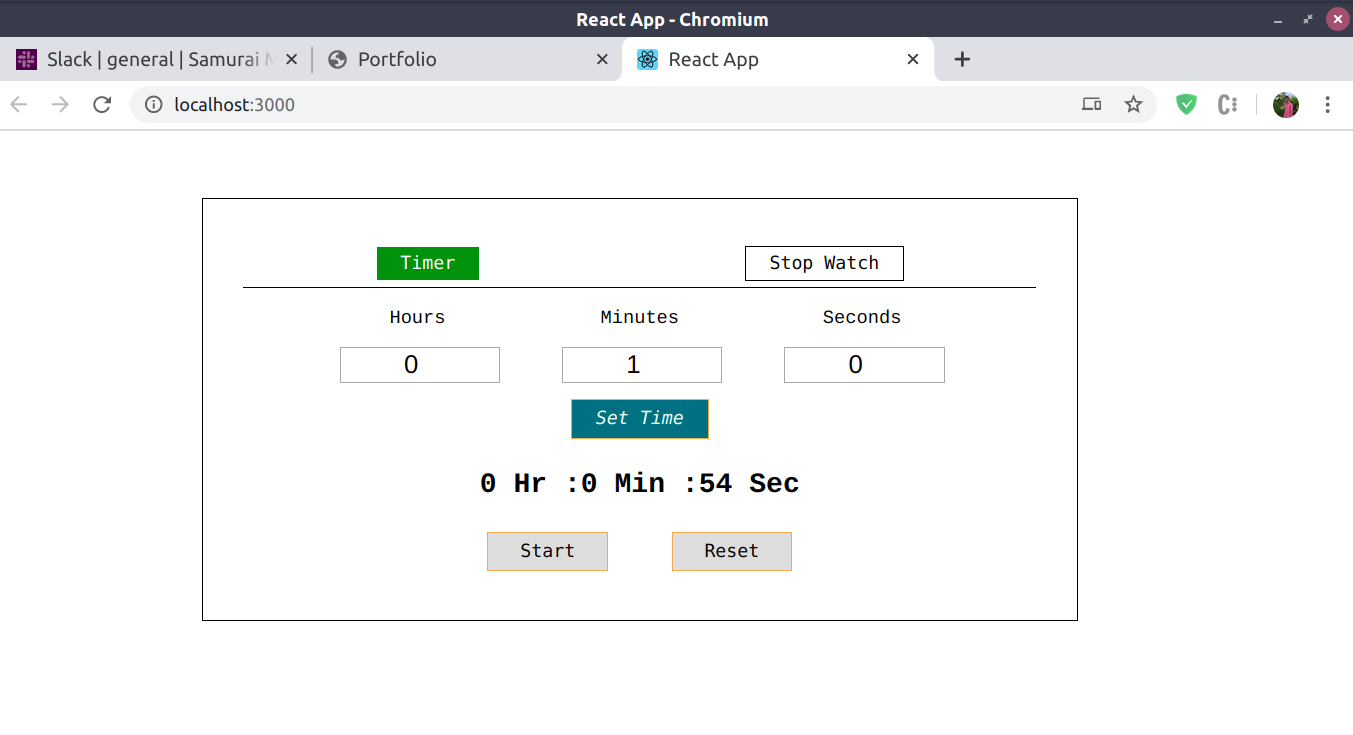 React App - Chromium
Slack | general | Samurai
Portfolio
React App
localhost:3000
Timer
Stop Watch
Hours
Minutes
Seconds
0
1
0
Set Time
0 Hr :0 Min :54 Sec
Start
Reset